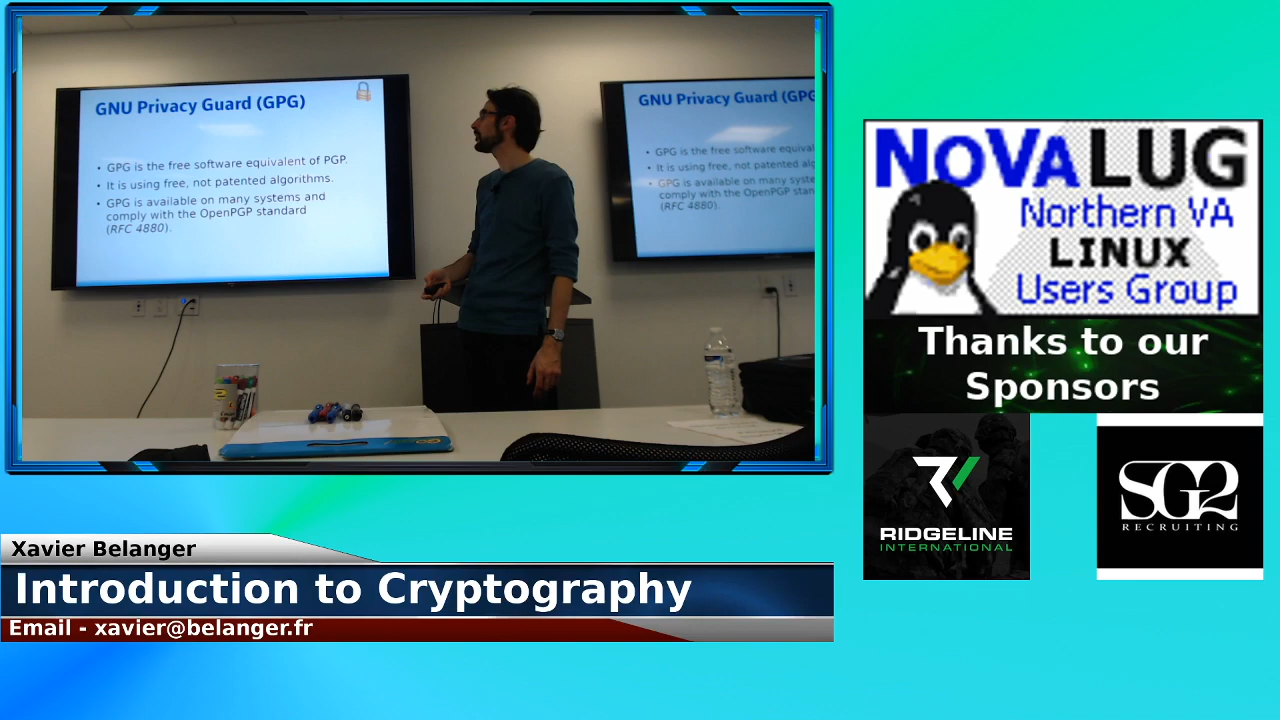 GNU Privacy Guard (GPG)
• GPG is the free software equivalent of PGP.
• It is using free, not patented algorithms.
• GPG is available on many systems and
comply with the OpenPGP standard
(RFC 4880).
GNU Privacy Guard (GPG
• GPG is the free software equival
• It is using free, not patented alg
• GPG is available on many syste
comply with the OpenPGP stan
(RFC 4880).
NOVALUG
Northern VA
LINUX
Users Group
Thanks to our
Sponsors
RIDGELINE
INTERNATIONAL
SG2
RECRUITING
Xavier Belanger
Introduction to Cryptography
Email - xavier@belanger.fr